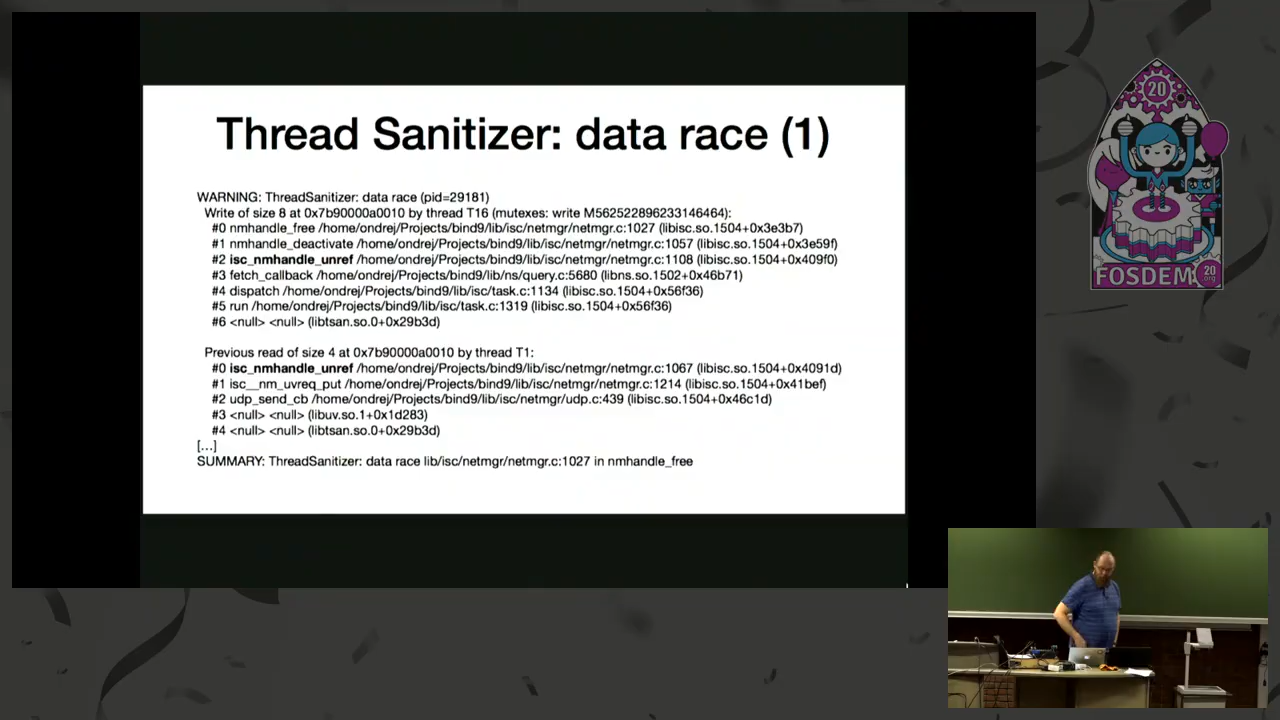 Thread Sanitizer: data race (1)
WARNING: ThreadSanitizer: data race (pid=29181)
Write of size 8 at 0x7b90000a0010 by thread T16 (mutexes: write M562522896233146464):
#0 nmhandle_free /home/ondrej/Projects/bind9/lib/isc/netmgr/netmgr.c:1027 (libisc.so.1504+0x3e3b7)
#1 nmhandle_deactivate /home/ondrej/Projects/bind9/lib/isc/netmgr/netmgr.c:1057 (libisc.so.1504+0x3e59f)
#2 isc_nmhandle_unref /home/ondrej/Projects/bind9/lib/isc/netmgr/netmgr.c:1108 (libisc.so.1504+0x409f0)
#3 fetch_callback /home/ondrej/Projects/bind9/lib/ns/query.c:5680 (libns.so.1502+0x46b71)
#4 dispatch /home/ondrej/Projects/bind9/lib/isc/task.c:1134 (libisc.so.1504+0x56f36)
#5 run /home/ondrej/Projects/bind9/lib/isc/task.c:1319 (libisc.so.1504+0x56f36)
#6 <null> <null> (libtsan.so.0+0x29b3d)
Previous read of size 4 at 0x7b90000a0010 by thread T1:
#0 isc_nmhandle_unref /home/ondrej/Projects/bind9/lib/isc/netmgr/netmgr.c:1067 (libisc.so.1504+0x4091d)
#1 isc__nm_uvreq_put /home/ondrej/Projects/bind9/lib/isc/netmgr/netmgr.c:1214 (libisc.so.1504+0x41bef)
#2 udp_send_cb /home/ondrej/Projects/bind9/lib/isc/netmgr/udp.c:439 (libisc.so.1504+0x46c1d)
#3 <null> <null> (libuv.so.1+0x1d283)
#4 <null> <null> (libtsan.so.0+0x29b3d)
[...]
SUMMARY: ThreadSanitizer: data race lib/isc/netmgr/netmgr.c:1027 in nmhandle_free
20
FOSDEM
20
.org